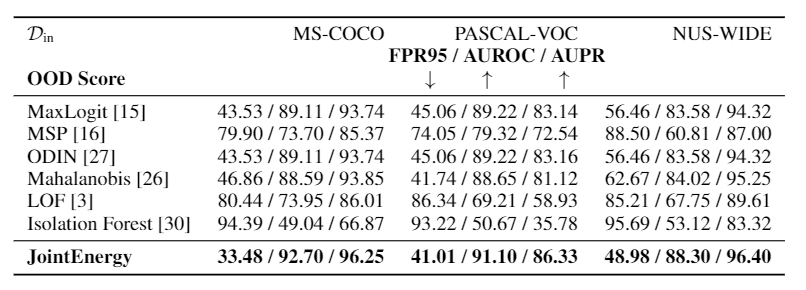 D_in MS-COCO PASCAL-VOC NUS-WIDE
FPR95 / AUROC / AUPR
OOD Score ↓ ↑ ↑
MaxLogit [15] 43.53 / 89.11 / 93.74 45.06 / 89.22 / 83.14 56.46 / 83.58 / 94.32
MSP [16] 79.90 / 73.70 / 85.37 74.05 / 79.32 / 72.54 88.50 / 60.81 / 87.00
ODIN [27] 43.53 / 89.11 / 93.74 45.06 / 89.22 / 83.16 56.46 / 83.58 / 94.32
Mahalanobis [26] 46.86 / 88.59 / 93.85 41.74 / 88.65 / 81.12 62.67 / 84.02 / 95.25
LOF [3] 80.44 / 73.95 / 86.01 86.34 / 69.21 / 58.93 85.21 / 67.75 / 89.61
Isolation Forest [30] 94.39 / 49.04 / 66.87 93.22 / 50.67 / 35.78 95.69 / 53.12 / 83.32
JointEnergy 33.48 / 92.70 / 96.25 41.01 / 91.10 / 86.33 48.98 / 88.30 / 96.40